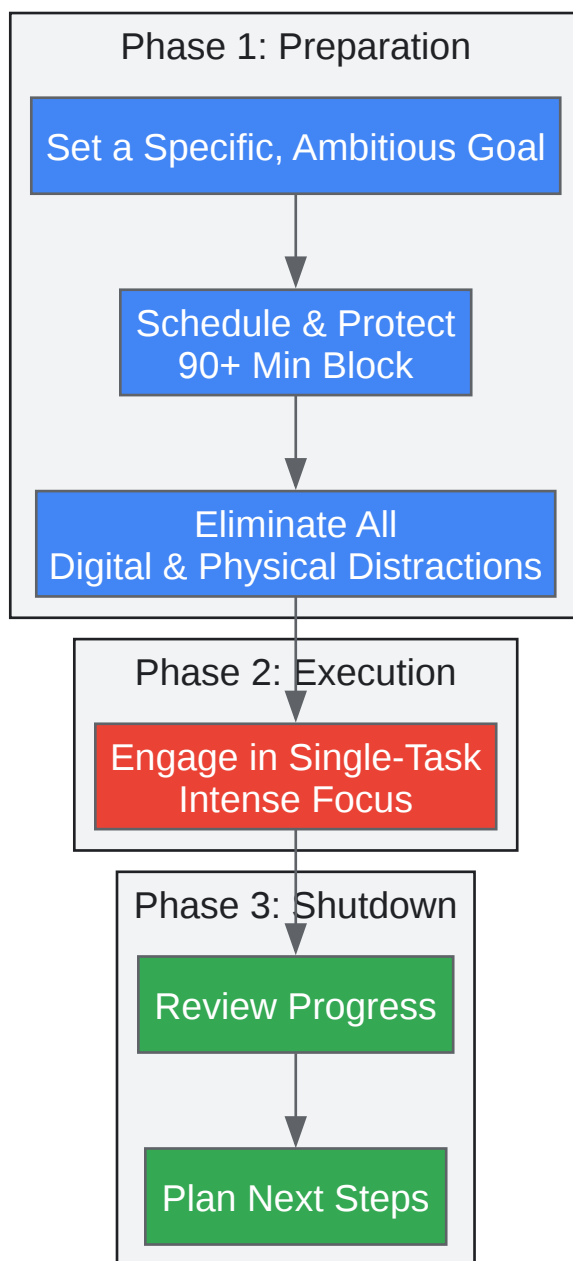 Phase 1: Preparation
Set a Specific, Ambitious Goal
Schedule & Protect
90+ Min Block
Eliminate All
Digital & Physical Distractions
Phase 2: Execution
Engage in Single-Task
Intense Focus
Phase 3: Shutdown
Review Progress
Plan Next Steps